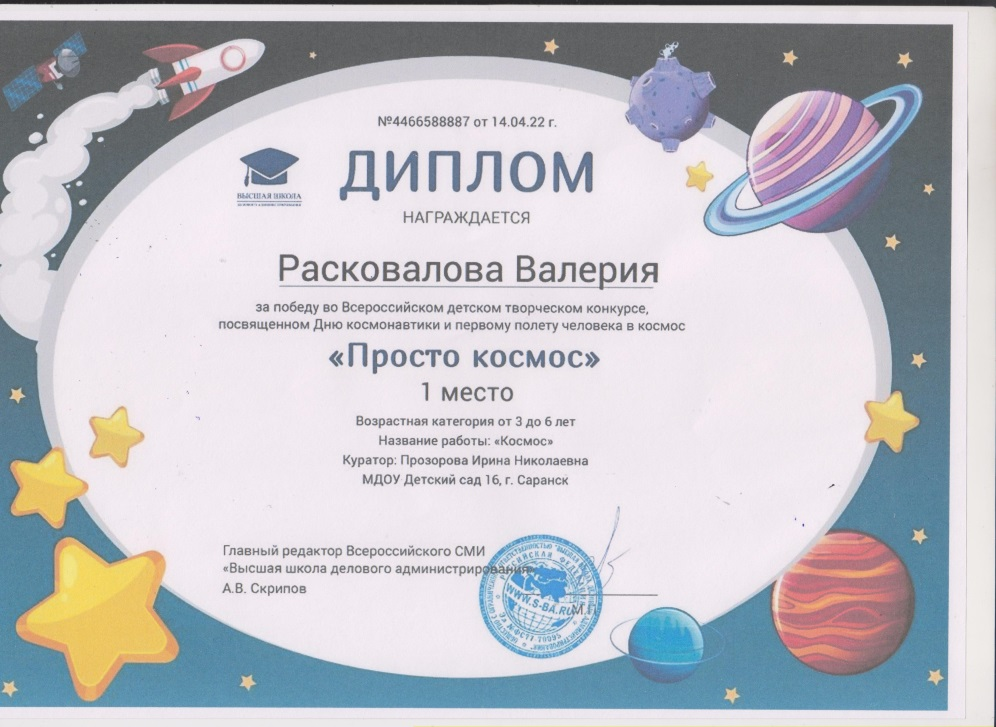 №4466588887 от 14.04.22 г.
ДИПЛОМ
ВЫСШАЯ ШКОЛА
ДЕЛОВОГО АДМИНИСТРИРОВАНИЯ
НАГРАЖДАЕТСЯ
Расковалова Валерия
за победу во Всероссийском детском творческом конкурсе,
посвященном Дню космонавтики и первому полету человека в космос
«Просто космос»
1 место
Возрастная категория от 3 до 6 лет
Название работы: «Космос»
Куратор: Прозорова Ирина Николаевна
МДОУ Детский сад 16, г. Саранск
Главный редактор Всероссийского СМИ
«Высшая школа делового администрирования»
А.В. Скрипов
WWW.S-BA.RU